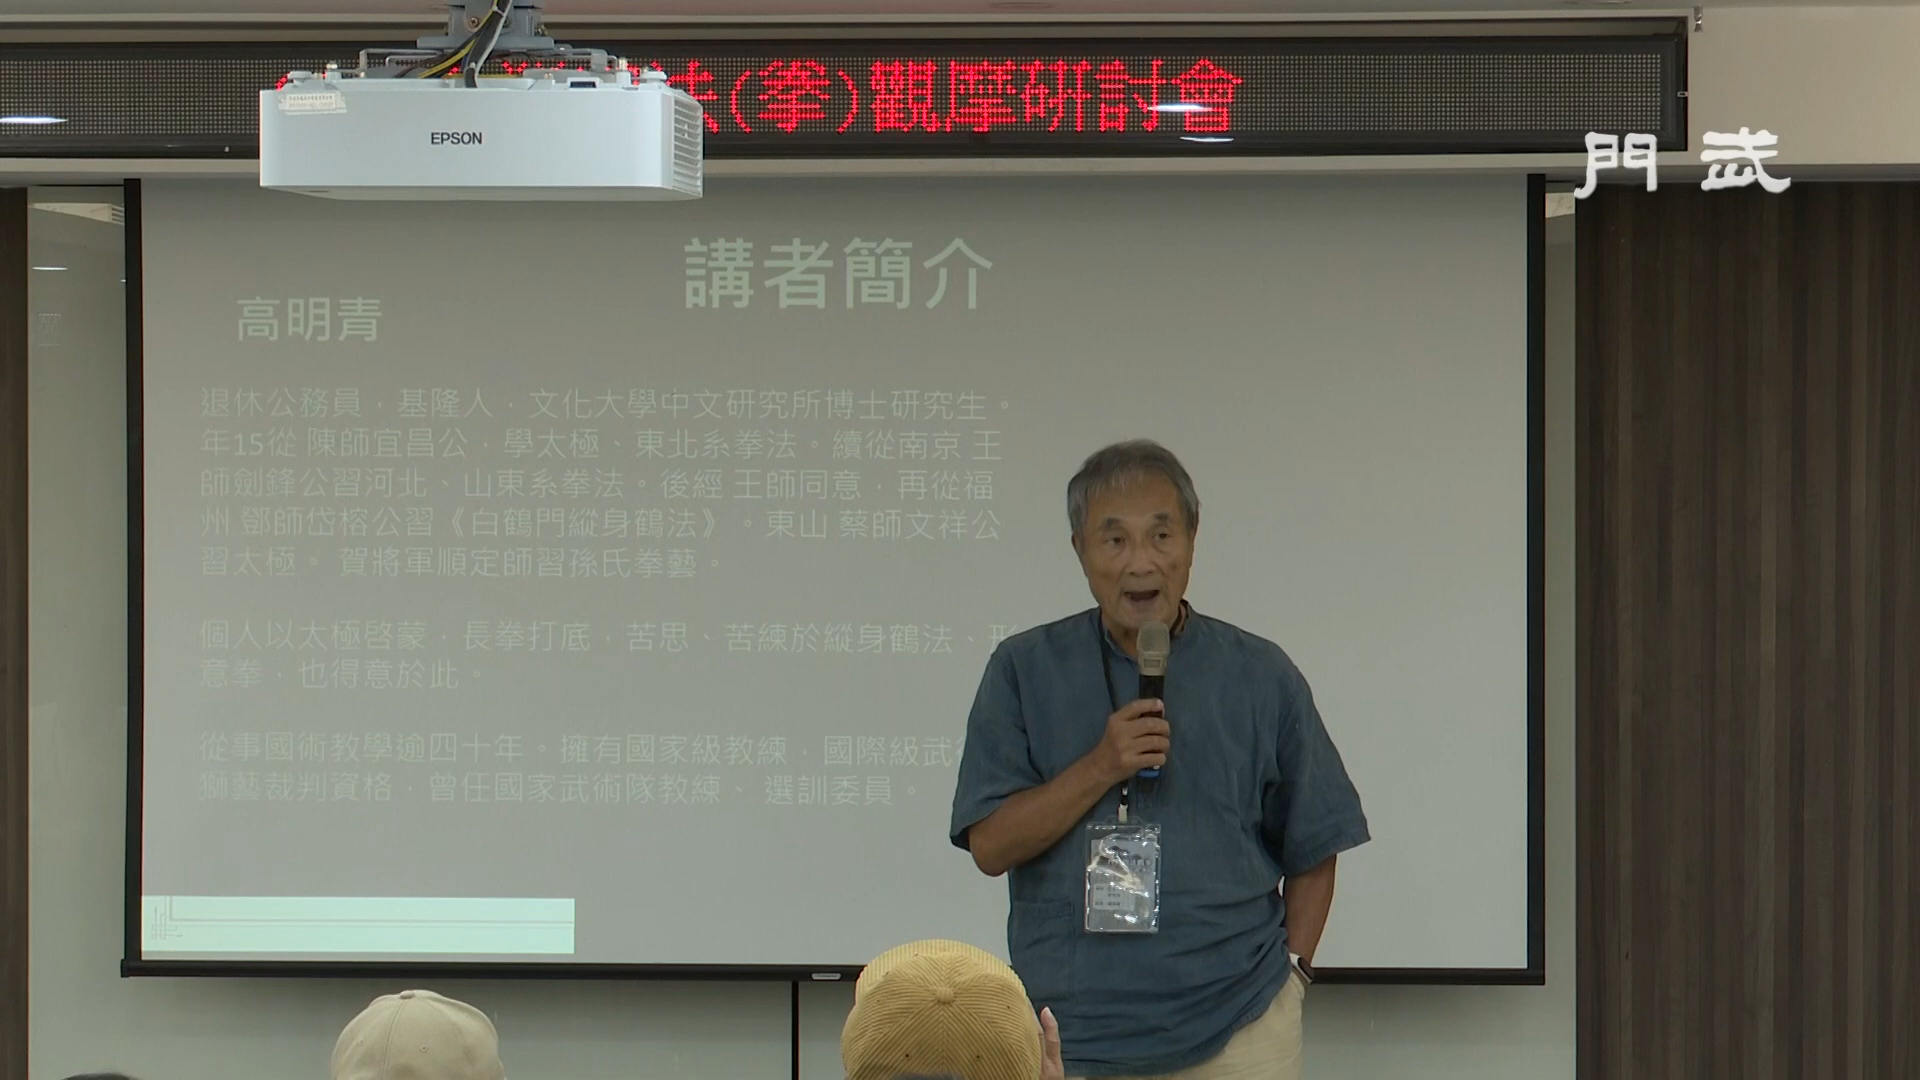 法(拳)觀摩研討會
EPSON
門武
講者簡介
高明青
退休公務員，基隆人，文化大學中文研究所博士研究生。
年15從 陳師宜昌公，學太極、東北系拳法。續從南京 王
師劍鋒公習河北、山東系拳法。後經 王師同意，再從福
州 鄧師岱榕公習《白鶴門縱身鶴法》。東山 蔡師文祥公
習太極。 賀將軍順定師習孫氏拳藝。
個人以太極啓蒙，長拳打底，苦思、苦練於縱身鶴法、形
意拳，也得意於此。
從事國術教學逾四十年。擁有國家級教練，國際級武
獅藝裁判資格，曾任國家武術隊教練、 選訓委員。